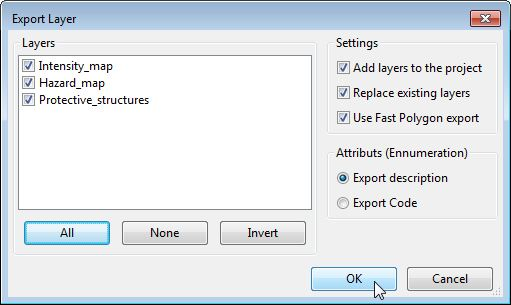 Export Layer
Layers
Intensity_map
Hazard_map
Protective_structures
All
None
Invert
Settings
Add layers to the project
Replace existing layers
Use Fast Polygon export
Attributs (Ennumeration)
Export description
Export Code
OK
Cancel